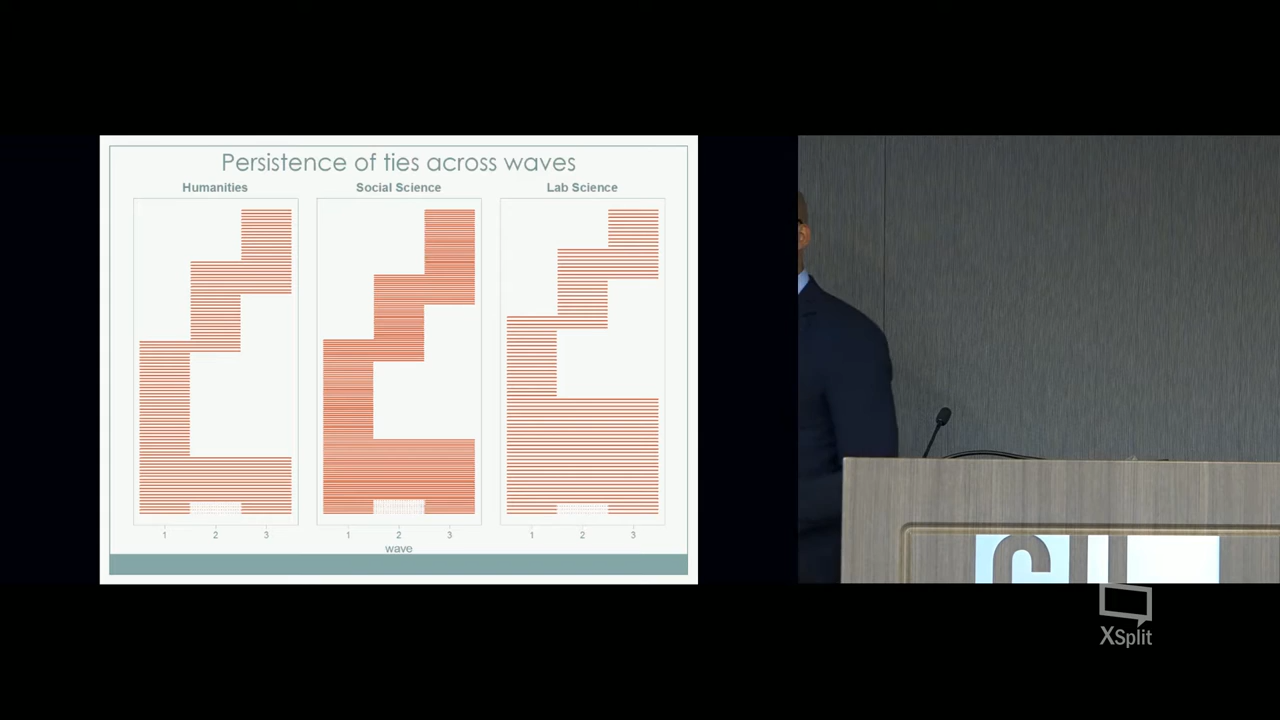 Persistence of ties across waves
Humanities
Social Science
Lab Science
1 2 3
1 2 3
1 2 3
wave
XSplit